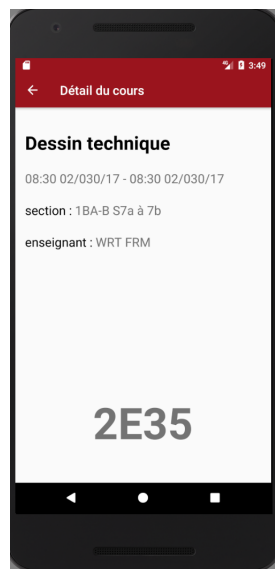 3:49
Détail du cours
Dessin technique
08:30 02/030/17 - 08:30 02/030/17
section : 1BA-B S7a à 7b
enseignant : WRT FRM
2E35